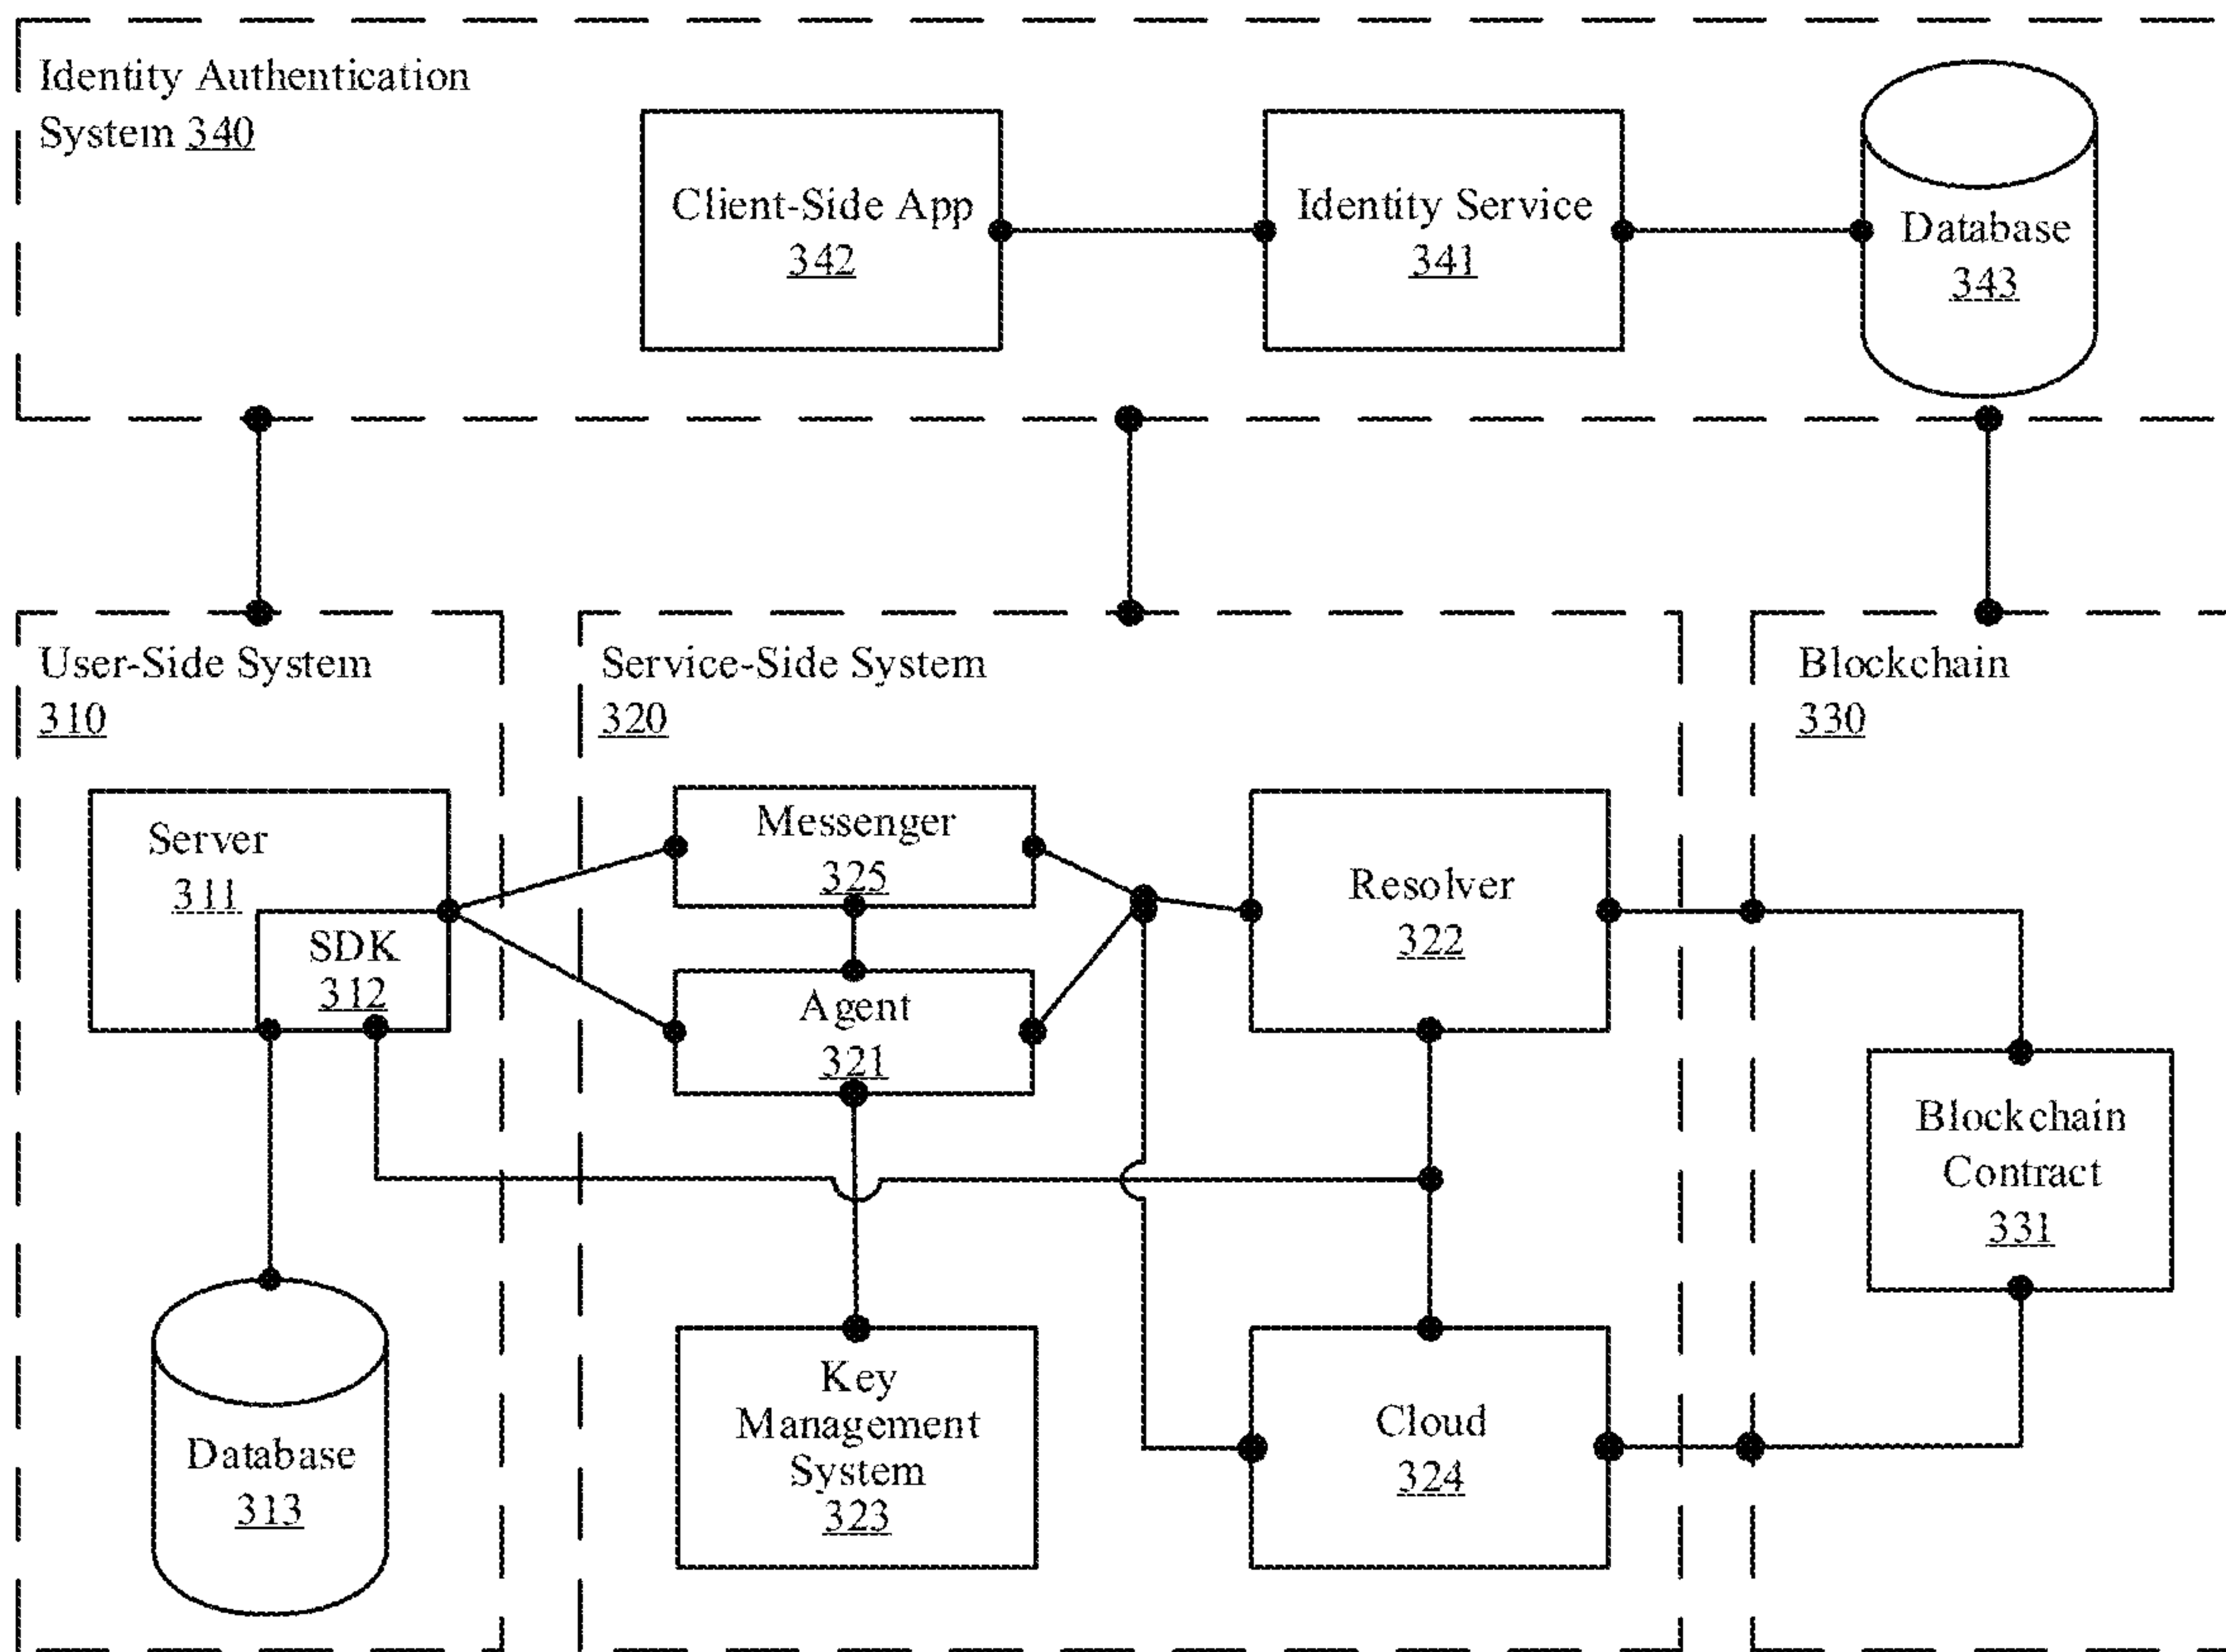 Identity Authentication
System 340
Client-Side App
342
Identity Service
341
Database
343
User-Side System
310
Server
311
SDK
312
Database
313
Service-Side System
320
Messenger
325
Agent
321
Key
Management
System
323
Resolver
322
Cloud
324
Blockchain
330
Blockchain
Contract
331